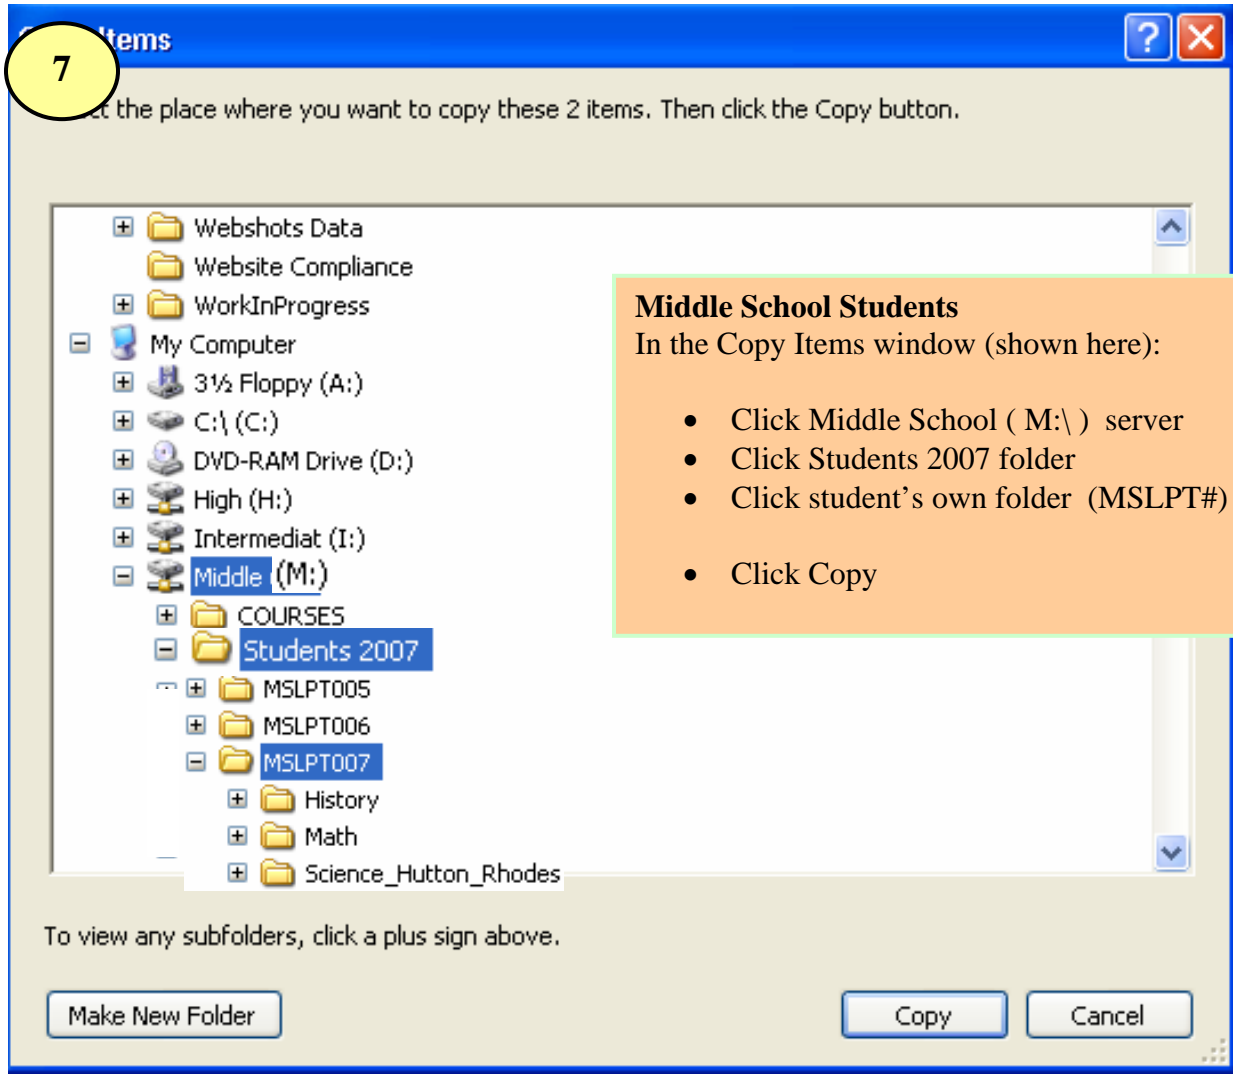 Items
7
the place where you want to copy these 2 items. Then click the Copy button.
Webshots Data
Website Compliance
WorkInProgress
My Computer
3½ Floppy (A:)
C:\ (C:)
DVD-RAM Drive (D:)
High (H:)
Intermediat (I:)
Middle (M:)
COURSES
Students 2007
MSLPT005
MSLPT006
MSLPT007
History
Math
Science_Hutton_Rhodes
Middle School Students
In the Copy Items window (shown here):
• Click Middle School ( M:\ ) server
• Click Students 2007 folder
• Click student’s own folder (MSLPT#)
• Click Copy
To view any subfolders, click a plus sign above.
Make New Folder
Copy
Cancel